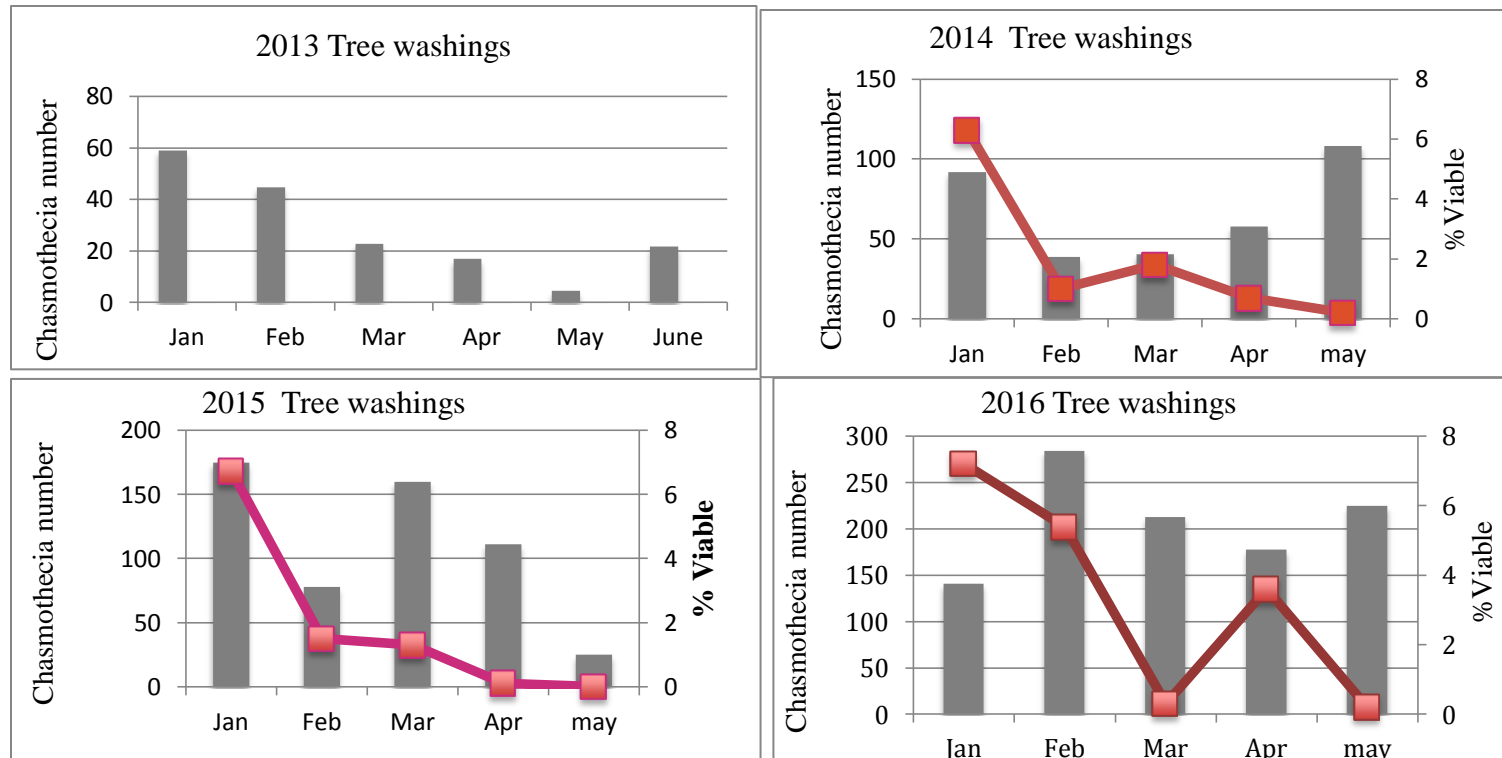 2013 Tree washings
Chasmothecia number
80
60
40
20
0
Jan Feb Mar Apr May June
2014 Tree washings
Chasmothecia number
150
100
50
0
8
6
4
2
0
% Viable
Jan Feb Mar Apr may
2015 Tree washings
Chasmothecia number
200
150
100
50
0
8
6
4
2
0
% Viable
Jan Feb Mar Apr may
2016 Tree washings
Chasmothecia number
300
250
200
150
100
50
0
8
6
4
2
0
% Viable
Jan Feb Mar Apr may